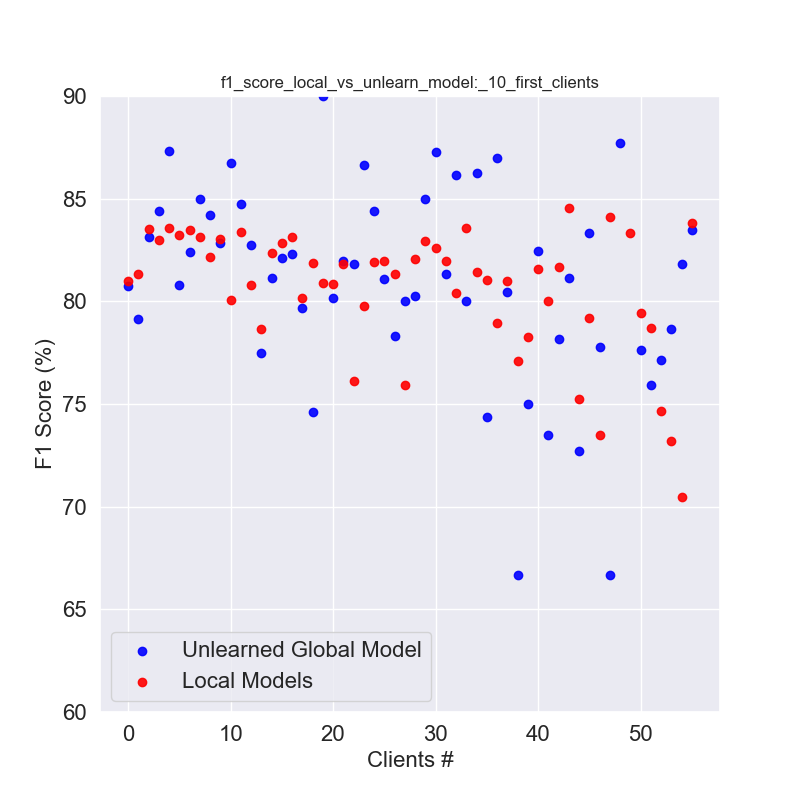 f1_score_local_vs_unlearn_model:_10_first_clients
90
85
80
75
70
65
60
F1 Score (%)
Unlearned Global Model
Local Models
0 10 20 30 40 50
Clients #